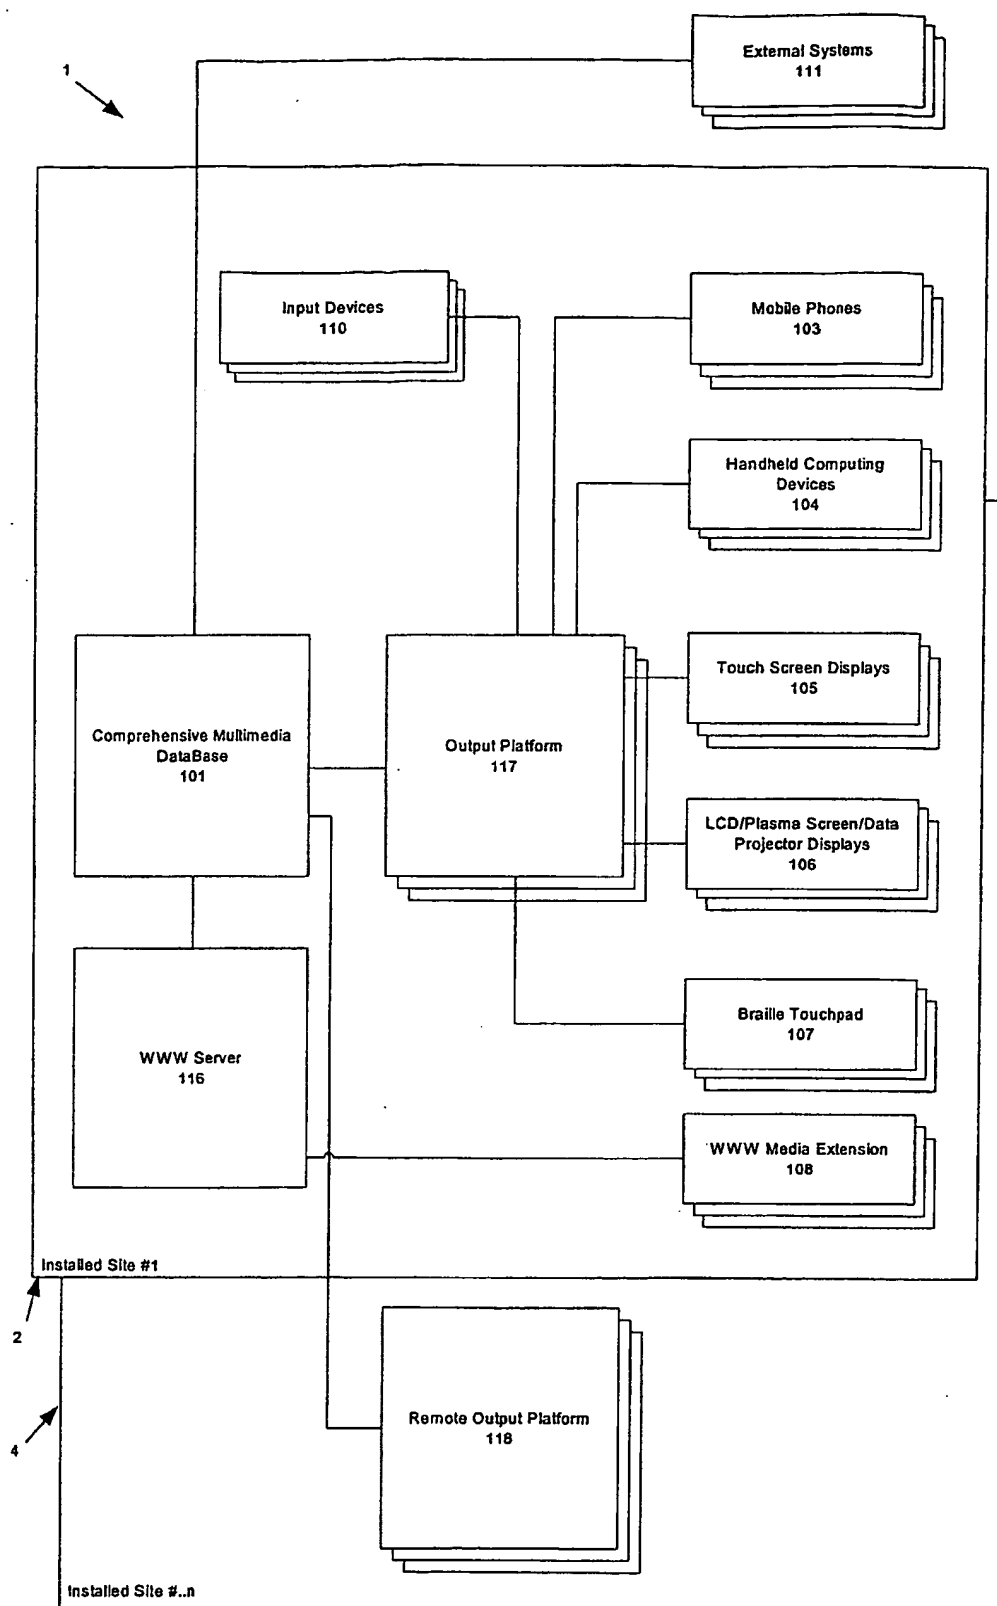 External Systems
111
1
Input Devices
110
Mobile Phones
103
Handheld Computing
Devices
104
Touch Screen Displays
105
Comprehensive Multimedia
DataBase
101
Output Platform
117
LCD/Plasma Screen/Data
Projector Displays
106
Braille Touchpad
107
WWW Server
116
WWW Media Extension
108
Installed Site #1
2
Remote Output Platform
118
4
Installed Site #..n